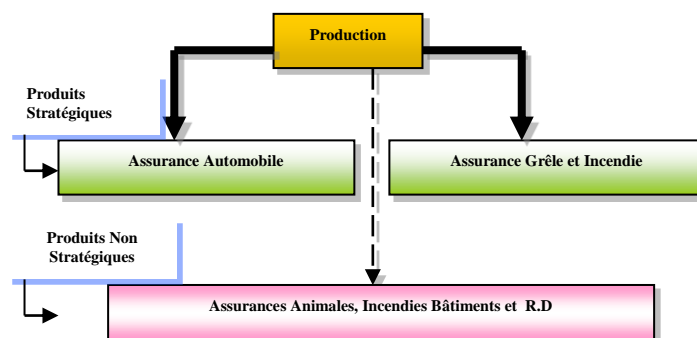 Production
Produits
Stratégiques
Assurance Automobile
Assurance Grêle et Incendie
Produits Non
Stratégiques
Assurances Animales, Incendies Bâtiments et R.D